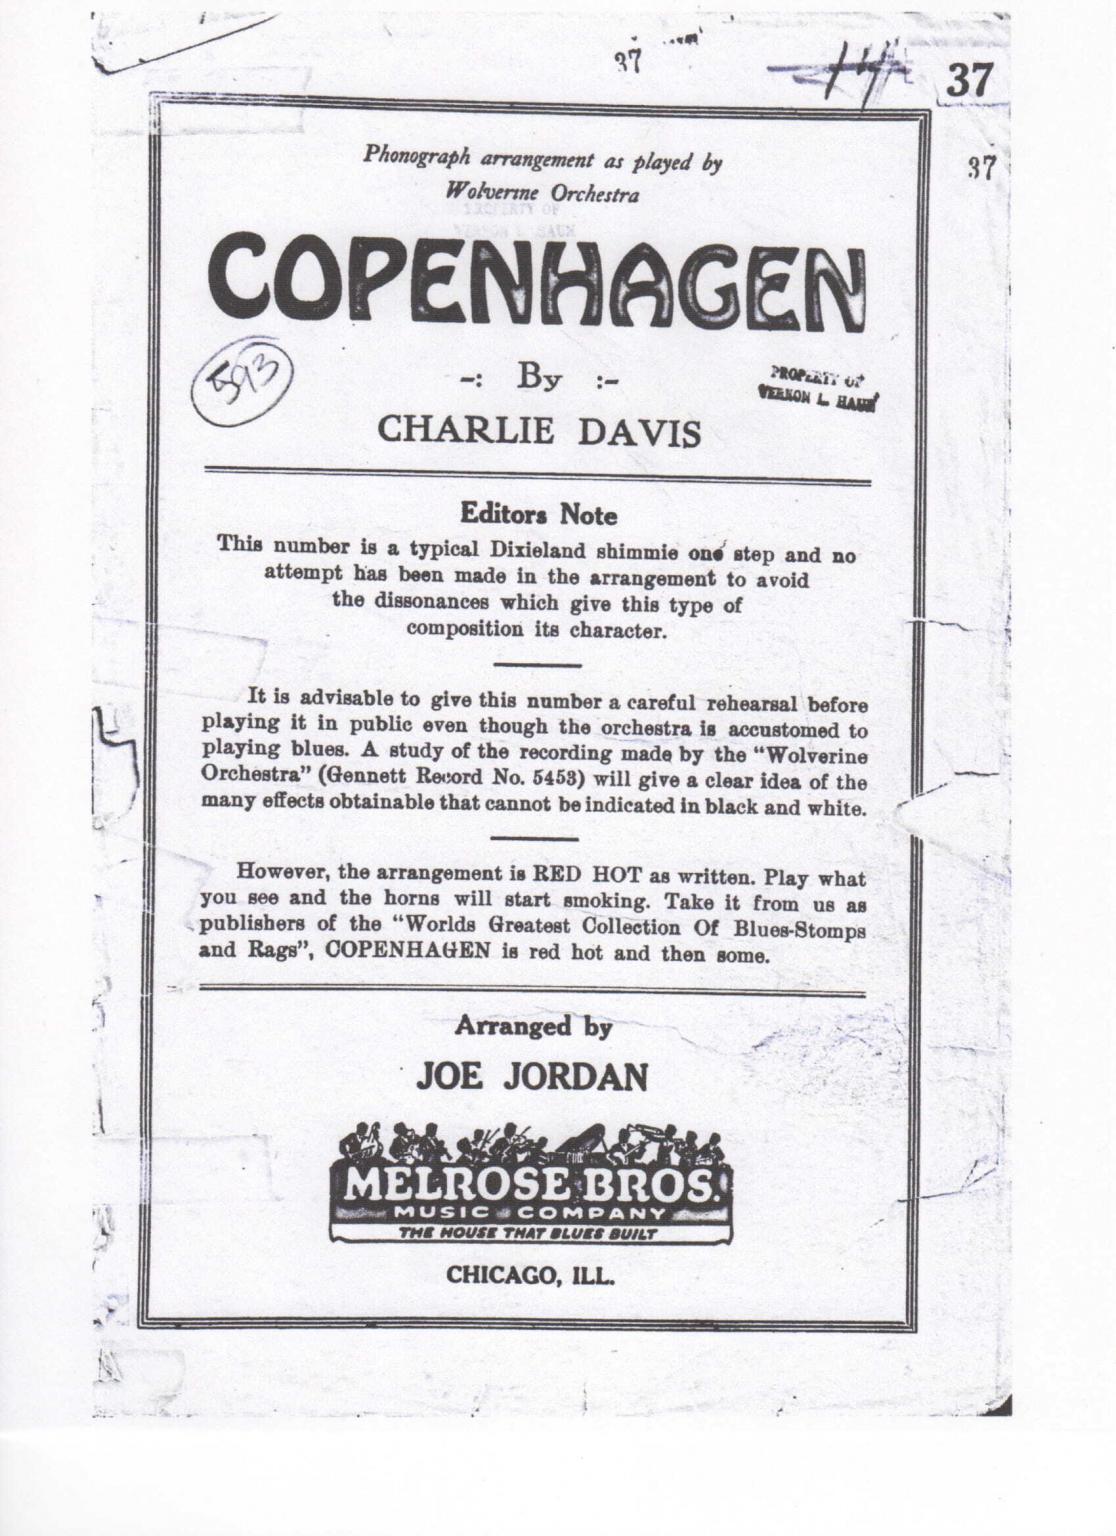 37
37
37
Phonograph arrangement as played by
Wolverine Orchestra
PROPERTY OF
VERNON L. HAUN
COPENHAGEN
593
-: By :-
PROPERTY OF
VERNON L. HAUN
CHARLIE DAVIS
Editors Note
This number is a typical Dixieland shimmie one step and no
attempt has been made in the arrangement to avoid
the dissonances which give this type of
composition its character.
It is advisable to give this number a careful rehearsal before
playing it in public even though the orchestra is accustomed to
playing blues. A study of the recording made by the "Wolverine
Orchestra" (Gennett Record No. 5453) will give a clear idea of the
many effects obtainable that cannot be indicated in black and white.
However, the arrangement is RED HOT as written. Play what
you see and the horns will start smoking. Take it from us as
publishers of the "Worlds Greatest Collection Of Blues-Stomps
and Rags", COPENHAGEN is red hot and then some.
Arranged by
JOE JORDAN
MELROSE BROS.
MUSIC COMPANY
THE HOUSE THAT BLUES BUILT
CHICAGO, ILL.